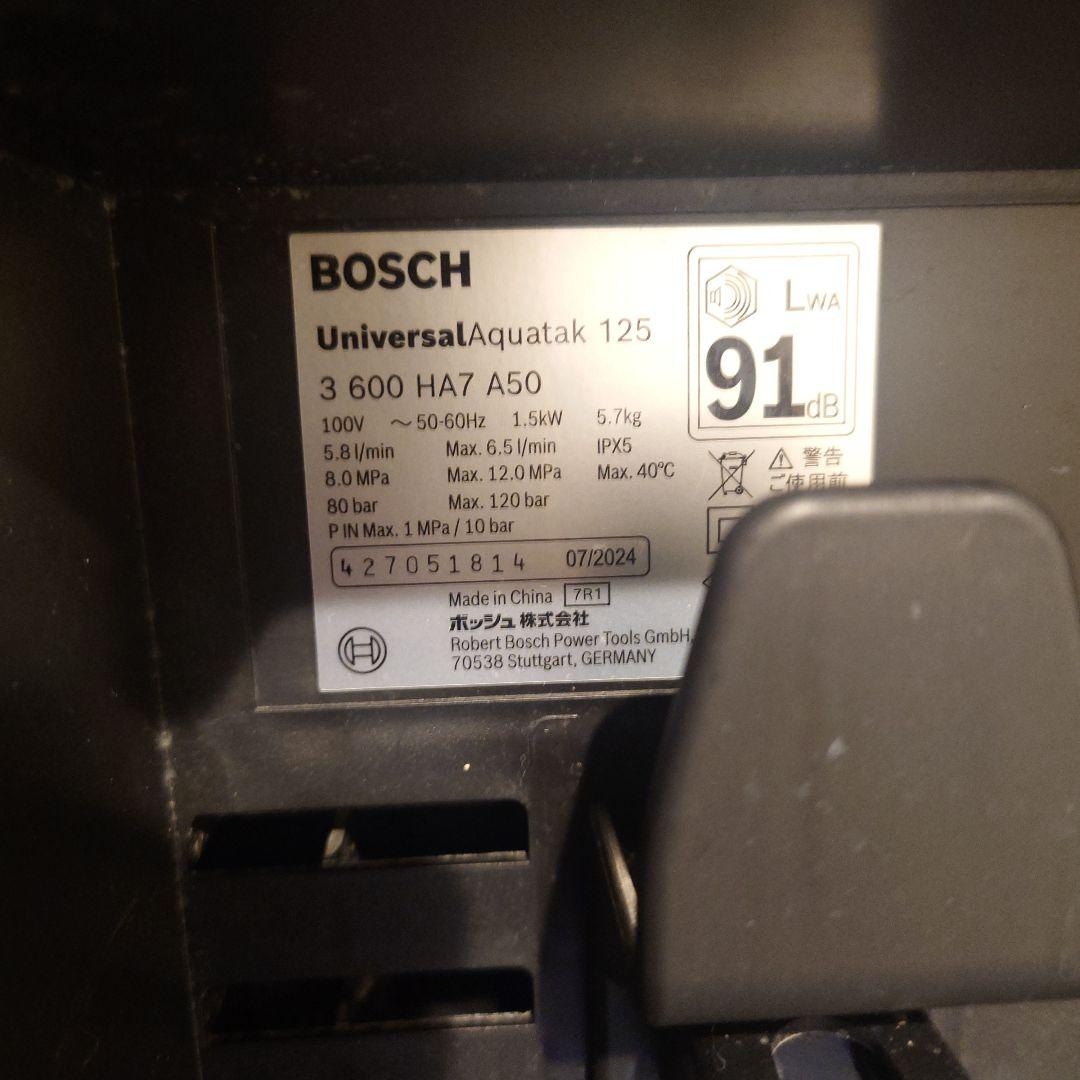 BOSCH
UniversalAquatak 125
3 600 HA7 A50
100V ～50-60Hz 1.5kW 5.7kg
5.8 l/min Max. 6.5 l/min IPX5
8.0 MPa Max. 12.0 MPa Max. 40°C
80 bar Max. 120 bar
P IN Max. 1 MPa / 10 bar
427051814 07/2024
Made in China 7R1
ボッシュ株式会社
Robert Bosch Power Tools GmbH,
70538 Stuttgart, GERMANY
LWA
91dB
警告
ご使用前